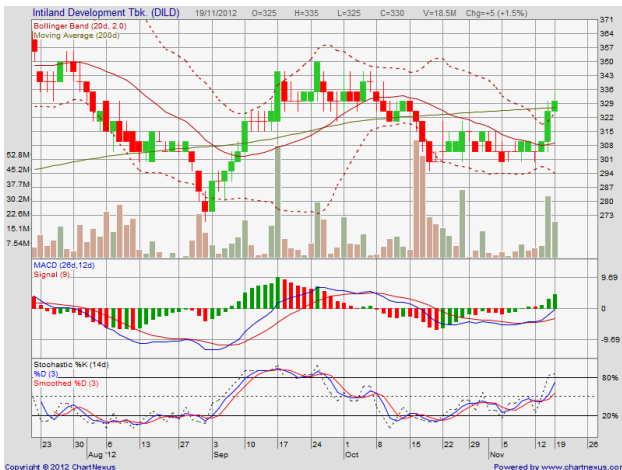 Intiland Development Tbk. (DILD) 19/11/2012 O=325 H=335 L=325 C=330 V=18.5M Chg=+5 (+1.5%)
Bollinger Band (20d, 2.0)
Moving Average (200d)
371
364
357
350
343
336
329
322
315
308
301
294
287
280
273
52.8M
45.2M
37.7M
30.2M
22.6M
15.1M
7.54M
MACD (26d,12d)
Signal (9)
9.69
0
-9.69
Stochastic %K (14d)
%D (3)
Smoothed %D (3)
80%
20%
23 30 6 13 27 3 10 17 24 1 8 15 22 29 5 12 19 26
Aug '12 Sep Oct Nov
Copyright © 2012 ChartNexus Powered by www.chartnexus.com